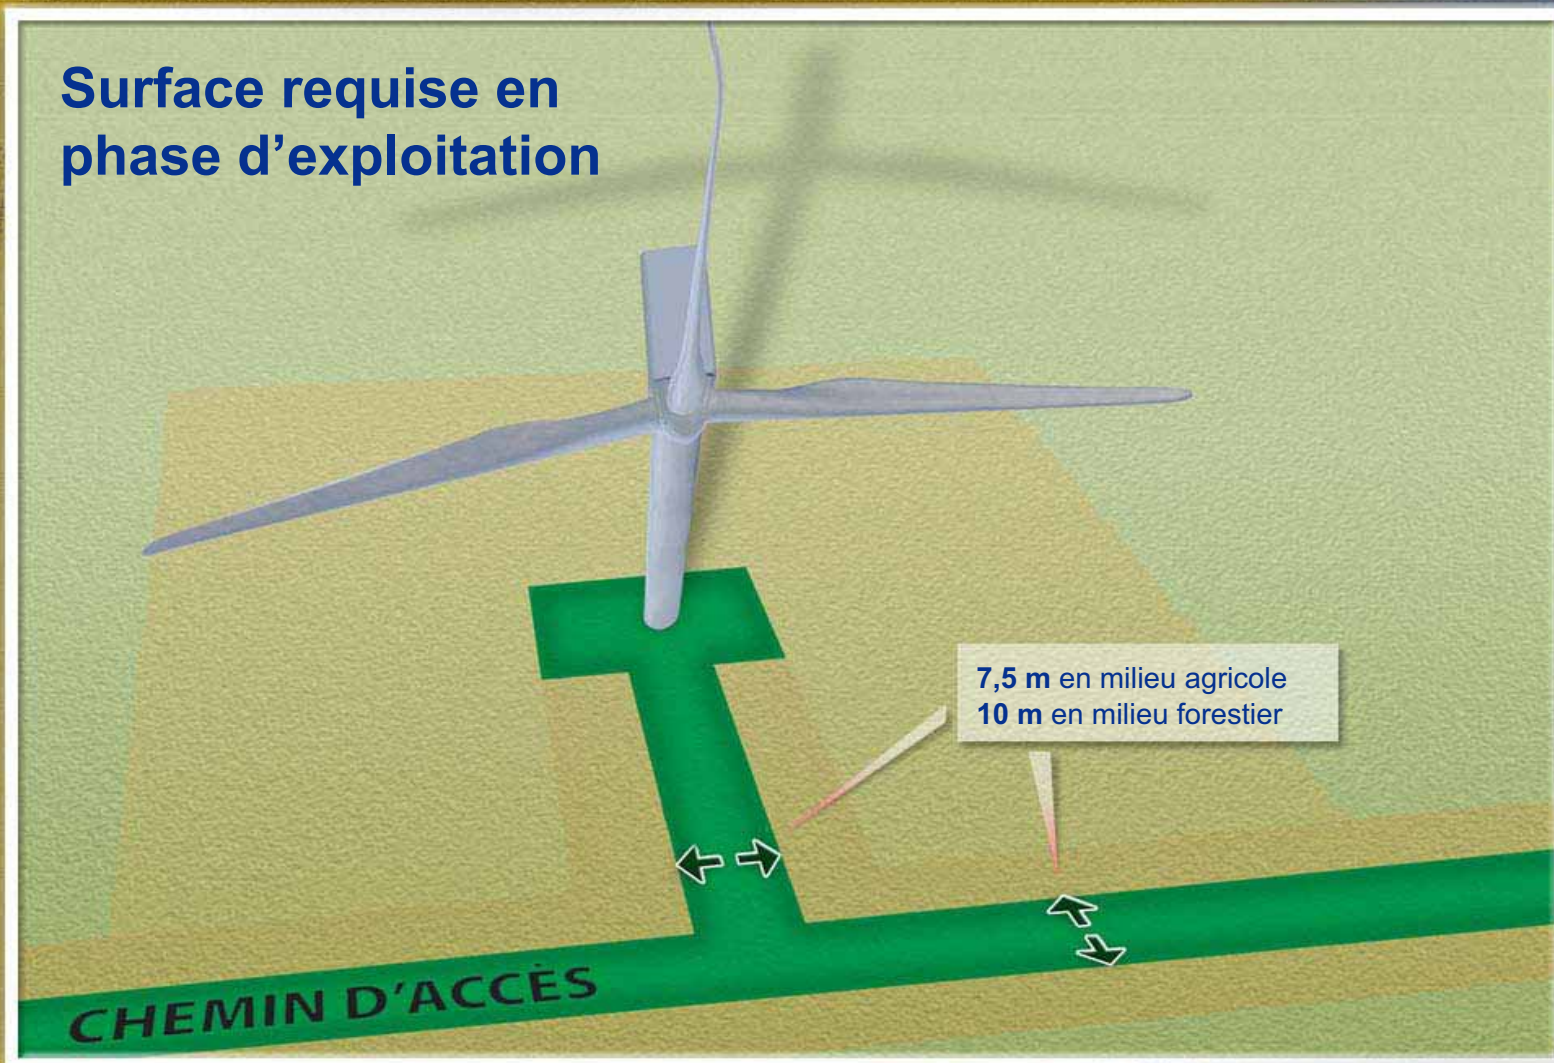 Surface requise en
phase d’exploitation
7,5 m en milieu agricole
10 m en milieu forestier
CHEMIN D’ACCÈS